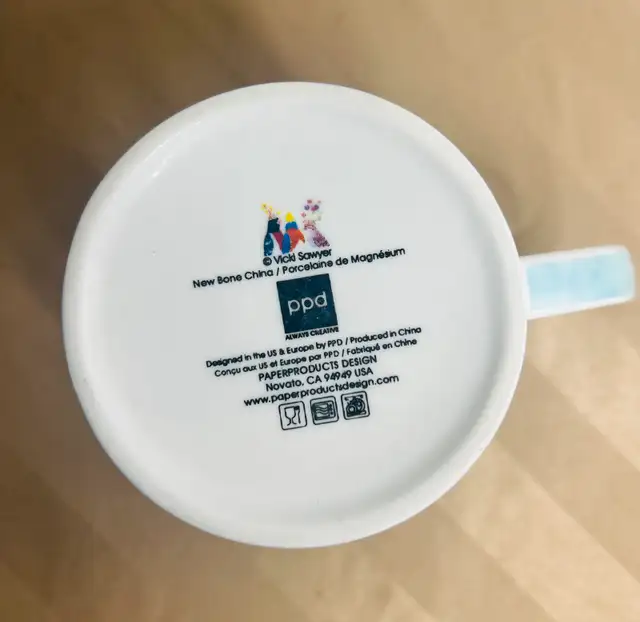 © Vicki Sawyer
New Bone China / Porcelaine de Magnésium
ppd
ALWAYS CREATIVE
Designed in the US & Europe by PPD / Produced in China
Conçu aux US et Europe par PPD / Fabriqué en Chine
PAPERPRODUCTS DESIGN
Novato, CA 94949 USA
www.paperproductsdesign.com